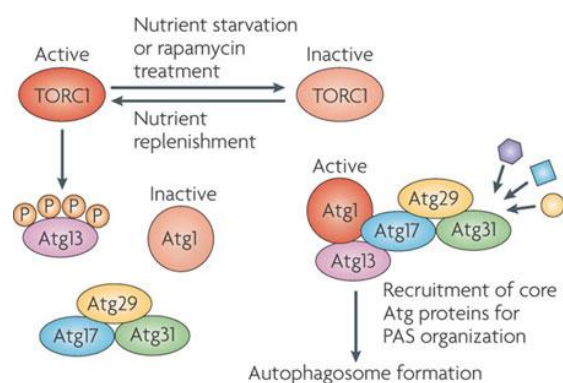 Nutrient starvation
or rapamycin
treatment
Active
Inactive
TORC1
TORC1
Nutrient
replenishment
P
P
P
P
Atg13
Inactive
Atg1
Atg29
Atg17
Atg31
Active
Atg1
Atg29
Atg17
Atg31
Atg13
Recruitment of core
Atg proteins for
PAS organization
Autophagosome formation